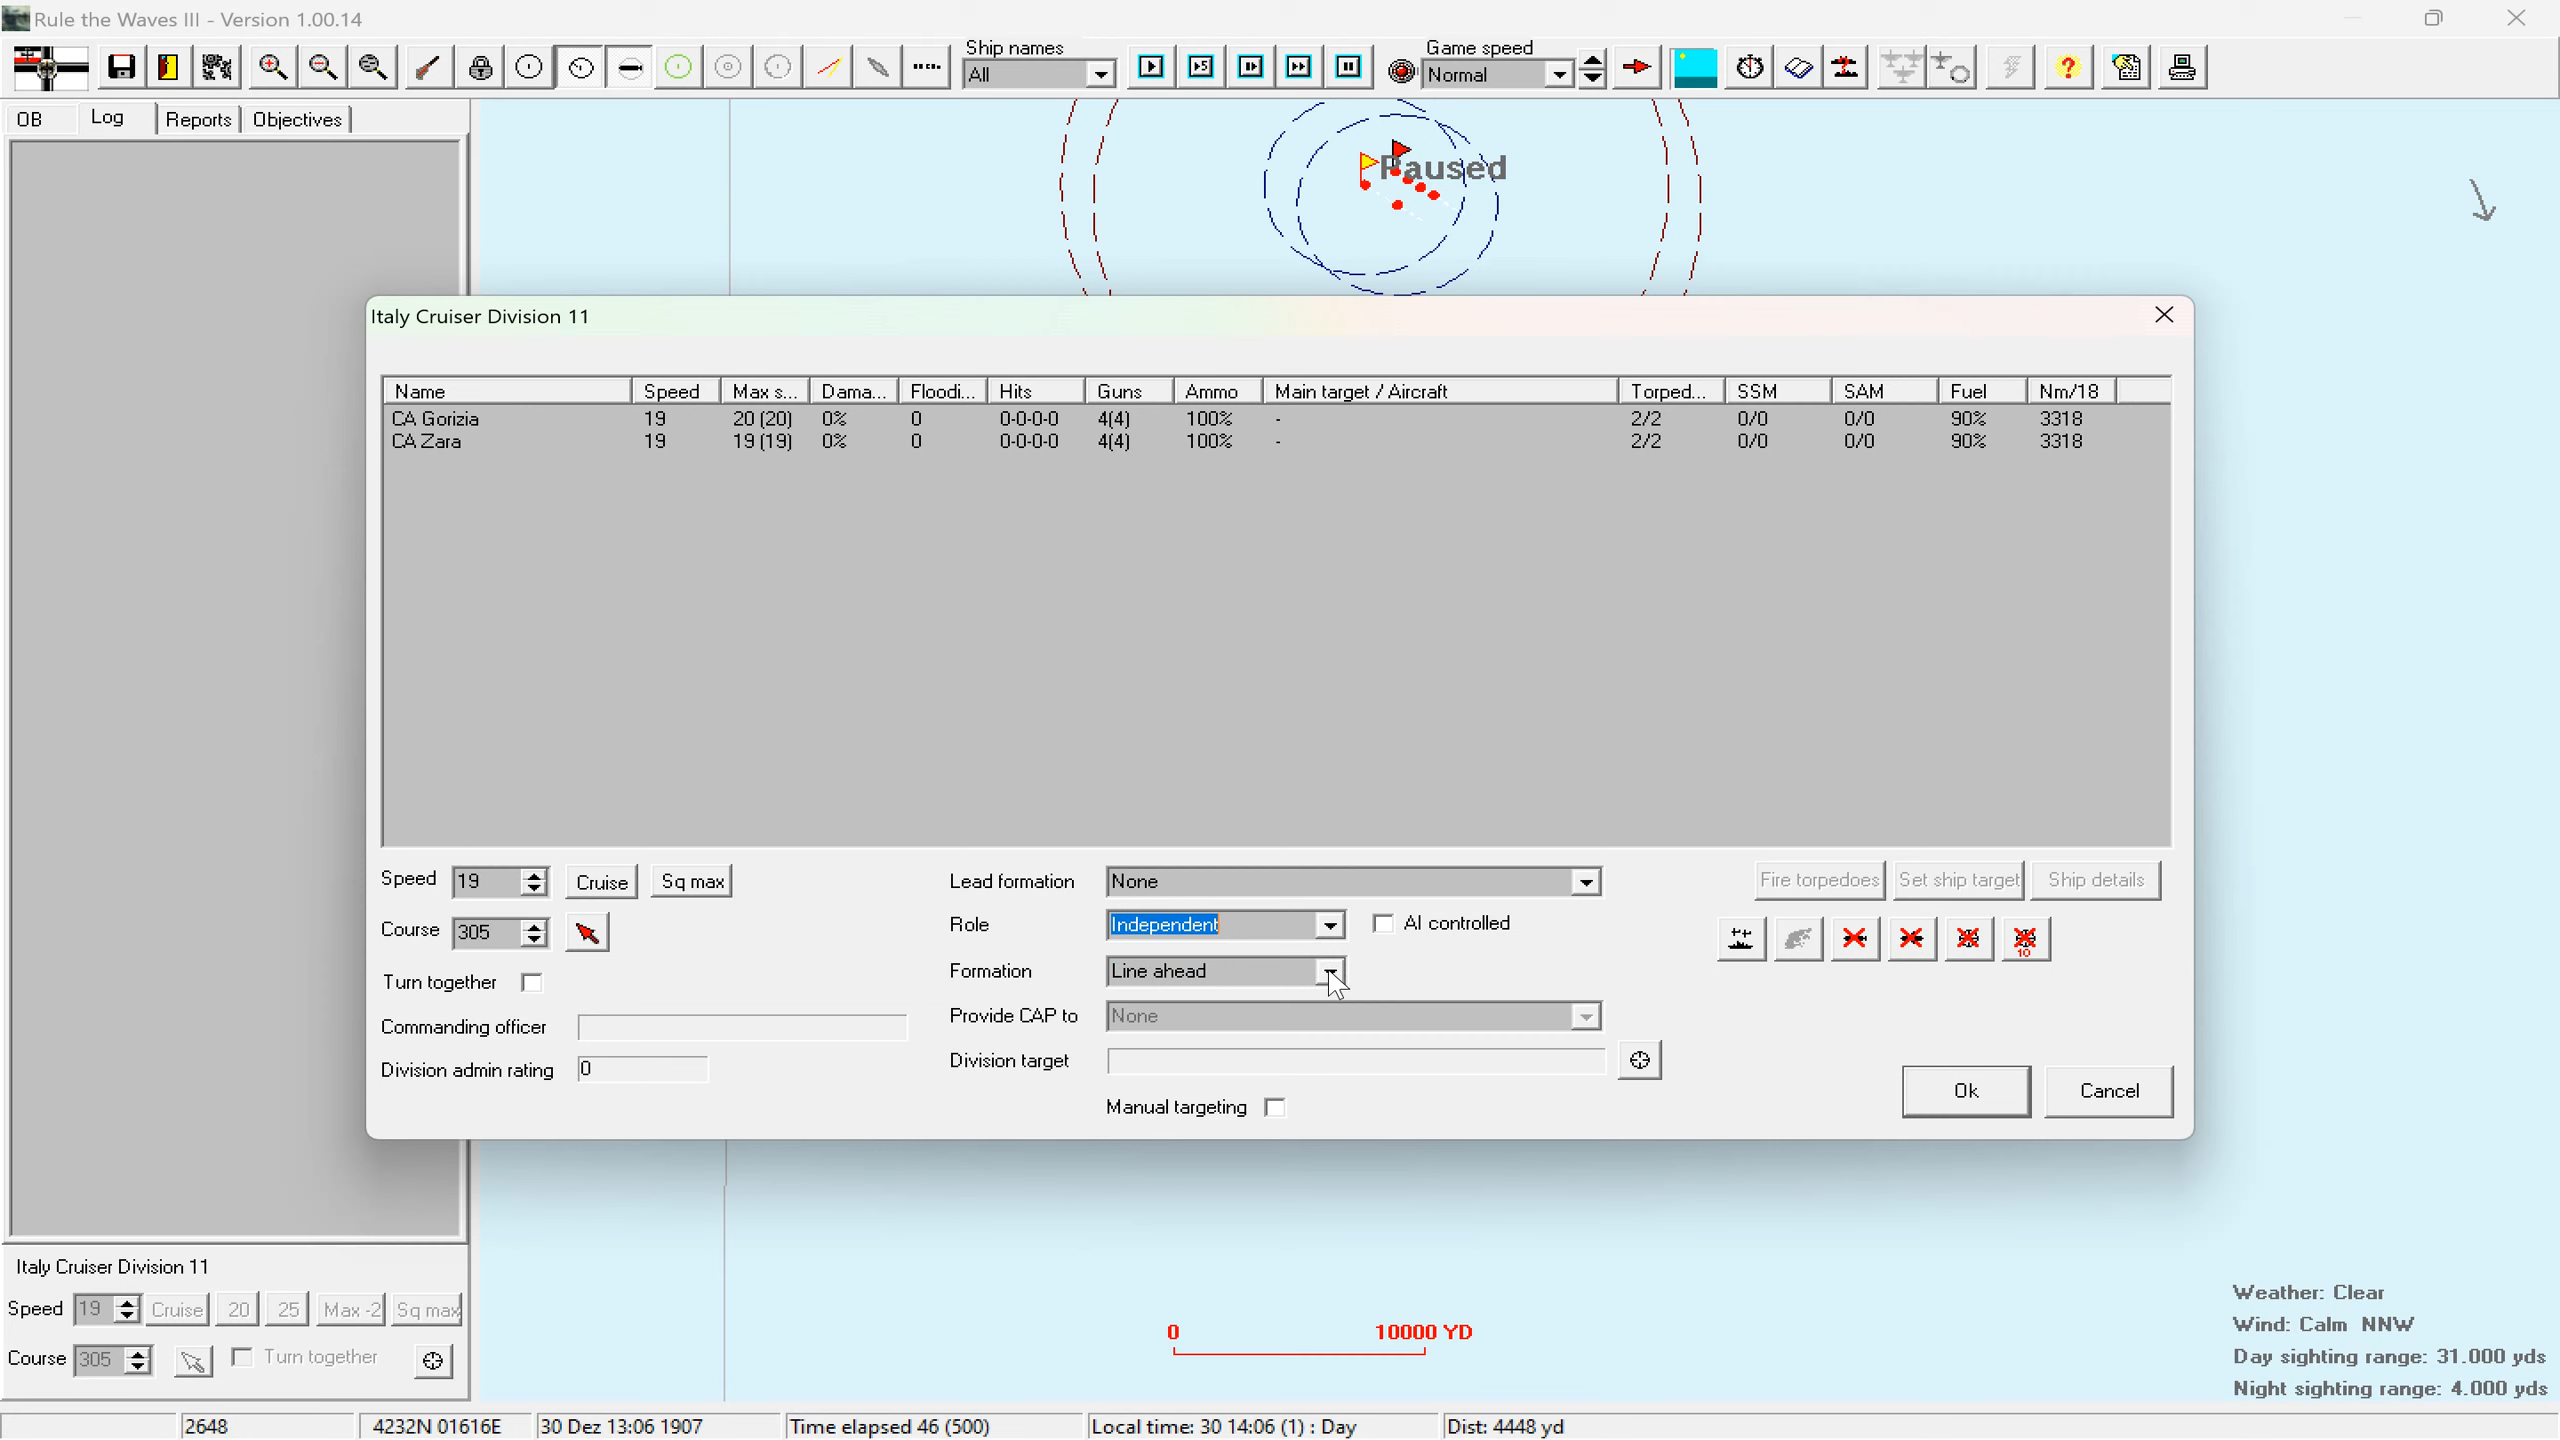 Rule the Waves III - Version 1.00.14
Ship names
All
Game speed
Normal
OB Log Reports Objectives
Paused
Italy Cruiser Division 11
Name Speed Max s... Dama... Floodi... Hits Guns Ammo Main target / Aircraft Torped... SSM SAM Fuel Nm/18
CA Gorizia 19 20 (20) 0% 0 0-0-0-0 4(4) 100% - 2/2 0/0 0/0 90% 3318
CA Zara 19 19 (19) 0% 0 0-0-0-0 4(4) 100% - 2/2 0/0 0/0 90% 3318
Speed 19 Cruise Sq max
Course 305
Turn together
Commanding officer
Division admin rating 0
Lead formation None
Role Independent AI controlled
Formation Line ahead
Provide CAP to None
Division target
Manual targeting
Fire torpedoes Set ship target Ship details
10
Ok Cancel
Italy Cruiser Division 11
Speed 19 Cruise 20 25 Max -2 Sq max
Course 305 Turn together
0 10000 YD
Weather: Clear
Wind: Calm NNW
Day sighting range: 31.000 yds
Night sighting range: 4.000 yds
2648 4232N 01616E 30 Dez 13:06 1907 Time elapsed 46 (500) Local time: 30 14:06 (1) : Day Dist: 4448 yd